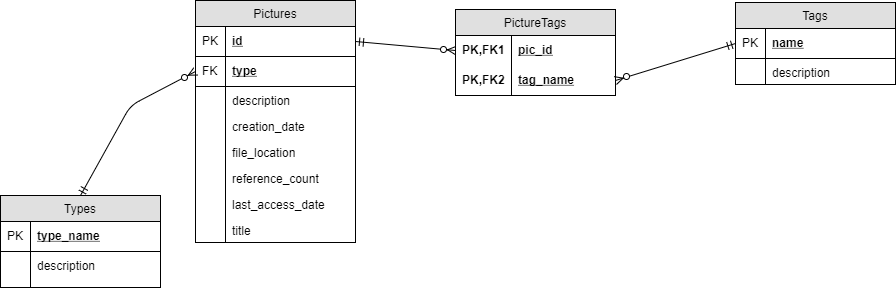 Pictures
PK id
FK type
description
creation_date
file_location
reference_count
last_access_date
title
PictureTags
PK,FK1 pic_id
PK,FK2 tag_name
Tags
PK name
description
Types
PK type_name
description